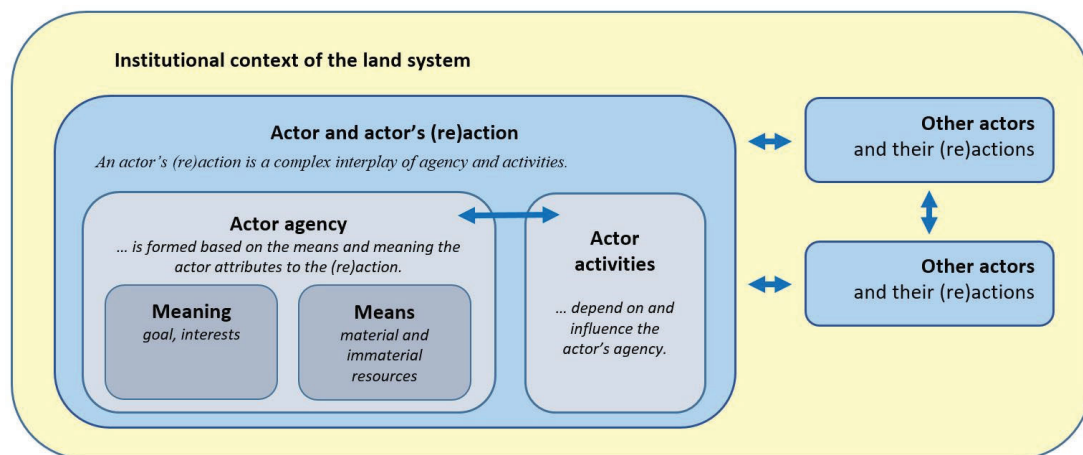 Institutional context of the land system
Actor and actor's (re)action
An actor's (re)action is a complex interplay of agency and activities.
Actor agency
... is formed based on the means and meaning the
actor attributes to the (re)action.
Meaning
goal, interests
Means
material and
immaterial
resources
Actor
activities
... depend on and
influence the
actor's agency.
Other actors
and their (re)actions
Other actors
and their (re)actions